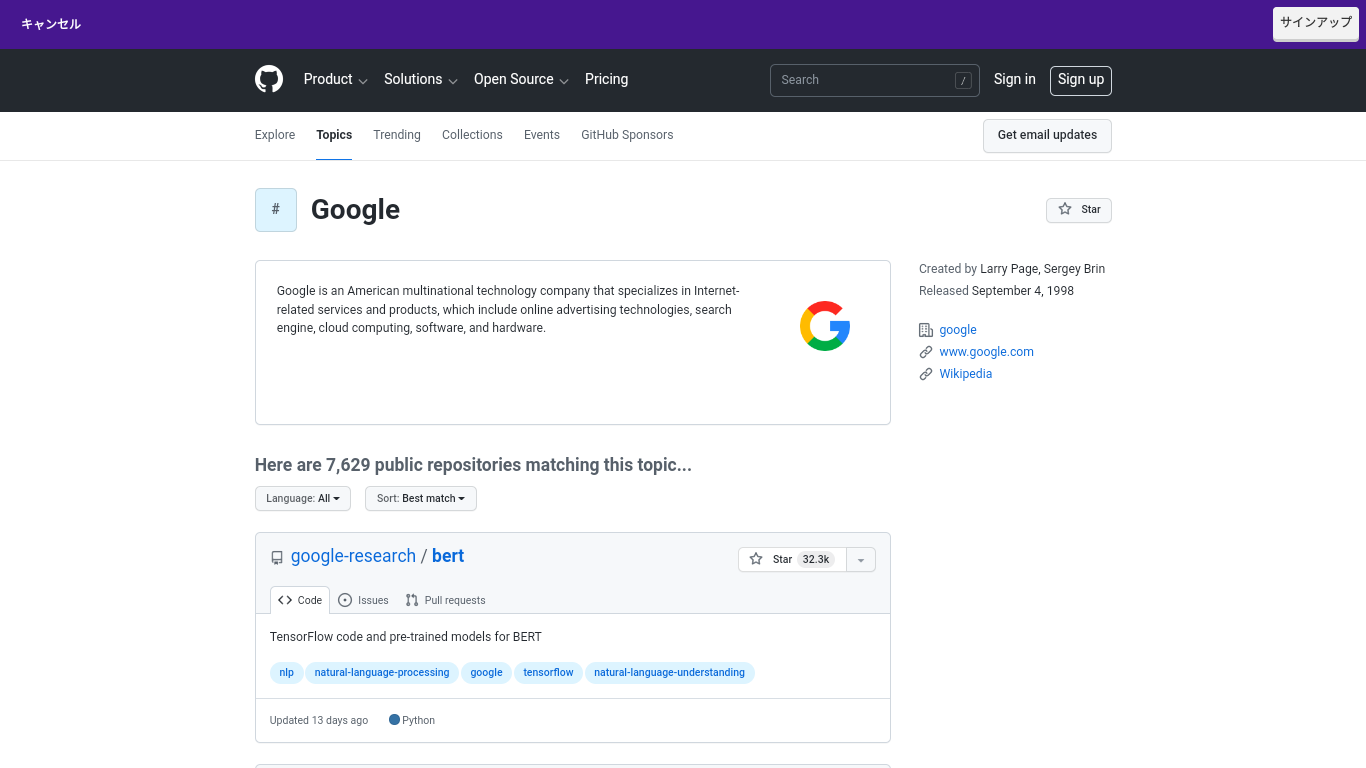 キャンセル
サインアップ
Product Solutions Open Source Pricing
Search /
Sign in Sign up
Explore Topics Trending Collections Events GitHub Sponsors
Get email updates
# Google
Star
Google is an American multinational technology company that specializes in Internet-
related services and products, which include online advertising technologies, search
engine, cloud computing, software, and hardware.
Created by Larry Page, Sergey Brin
Released September 4, 1998
google
www.google.com
Wikipedia
Here are 7,629 public repositories matching this topic...
Language: All Sort: Best match
google-research / bert
Star 32.3k
Code Issues Pull requests
TensorFlow code and pre-trained models for BERT
nlp natural-language-processing google tensorflow natural-language-understanding
Updated 13 days ago Python